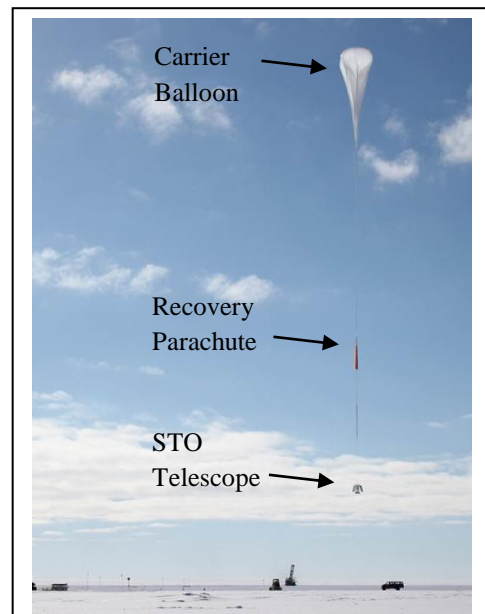 Carrier
Balloon
Recovery
Parachute
STO
Telescope